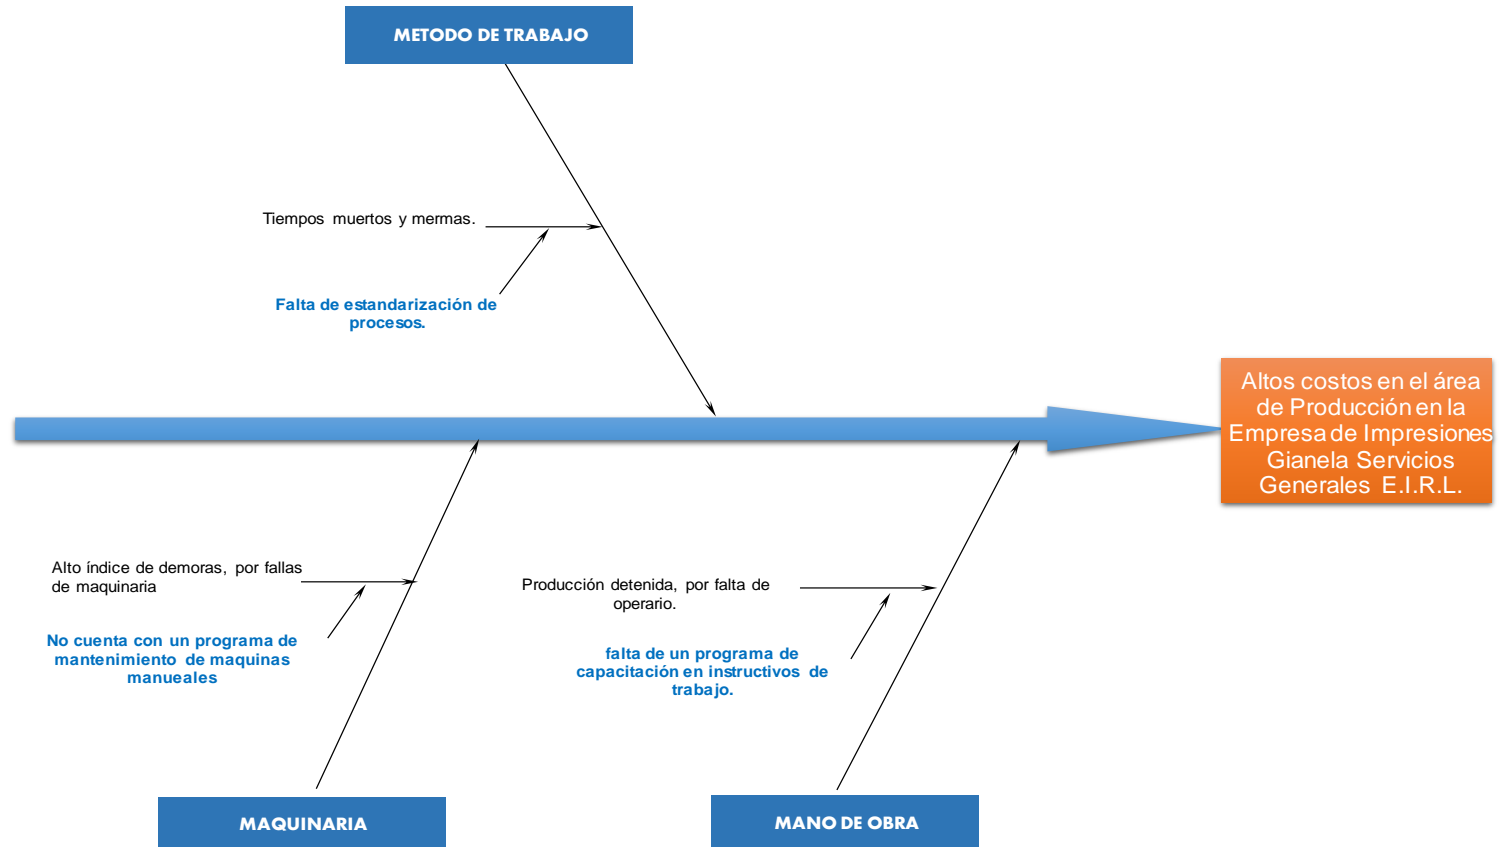 METODO DE TRABAJO
Tiempos muertos y mermas.
Falta de estandarización de
procesos.
Altos costos en el área
de Producción en la
Empresa de Impresiones
Gianela Servicios
Generales E.I.R.L.
Alto índice de demoras, por fallas
de maquinaria
No cuenta con un programa de
mantenimiento de maquinas
manueales
Producción detenida, por falta de
operario.
falta de un programa de
capacitación en instructivos de
trabajo.
MAQUINARIA
MANO DE OBRA